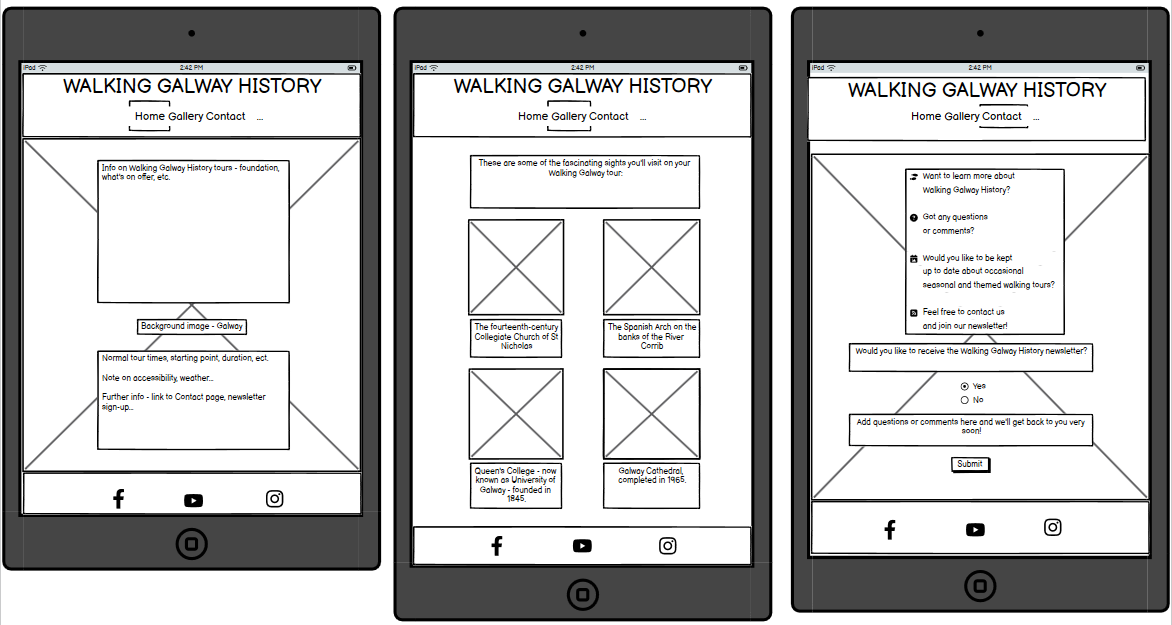 iPad 2:42 PM
WALKING GALWAY HISTORY
Home Gallery Contact ...
Info on Walking Galway History tours - foundation,
what's on offer, etc.
Background image - Galway
Normal tour times, starting point, duration, ect.
Note on accessibility, weather...
Further info - link to Contact page, newsletter
sign-up...
iPad 2:42 PM
WALKING GALWAY HISTORY
Home Gallery Contact ...
These are some of the fascinating sights you'll visit on your
Walking Galway tour:
The fourteenth-century
Collegiate Church of St
Nicholas
The Spanish Arch on the
banks of the River
Corrib
Queen's College - now
known as University of
Galway - founded in
1845.
Galway Cathedral,
completed in 1965.
iPad 2:42 PM
WALKING GALWAY HISTORY
Home Gallery Contact ...
Want to learn more about
Walking Galway History?
Got any questions
or comments?
Would you like to be kept
up to date about occasional
seasonal and themed walking tours?
Feel free to contact us
and join our newsletter!
Would you like to receive the Walking Galway History newsletter?
Yes
No
Add questions or comments here and we'll get back to you very
soon!
Submit